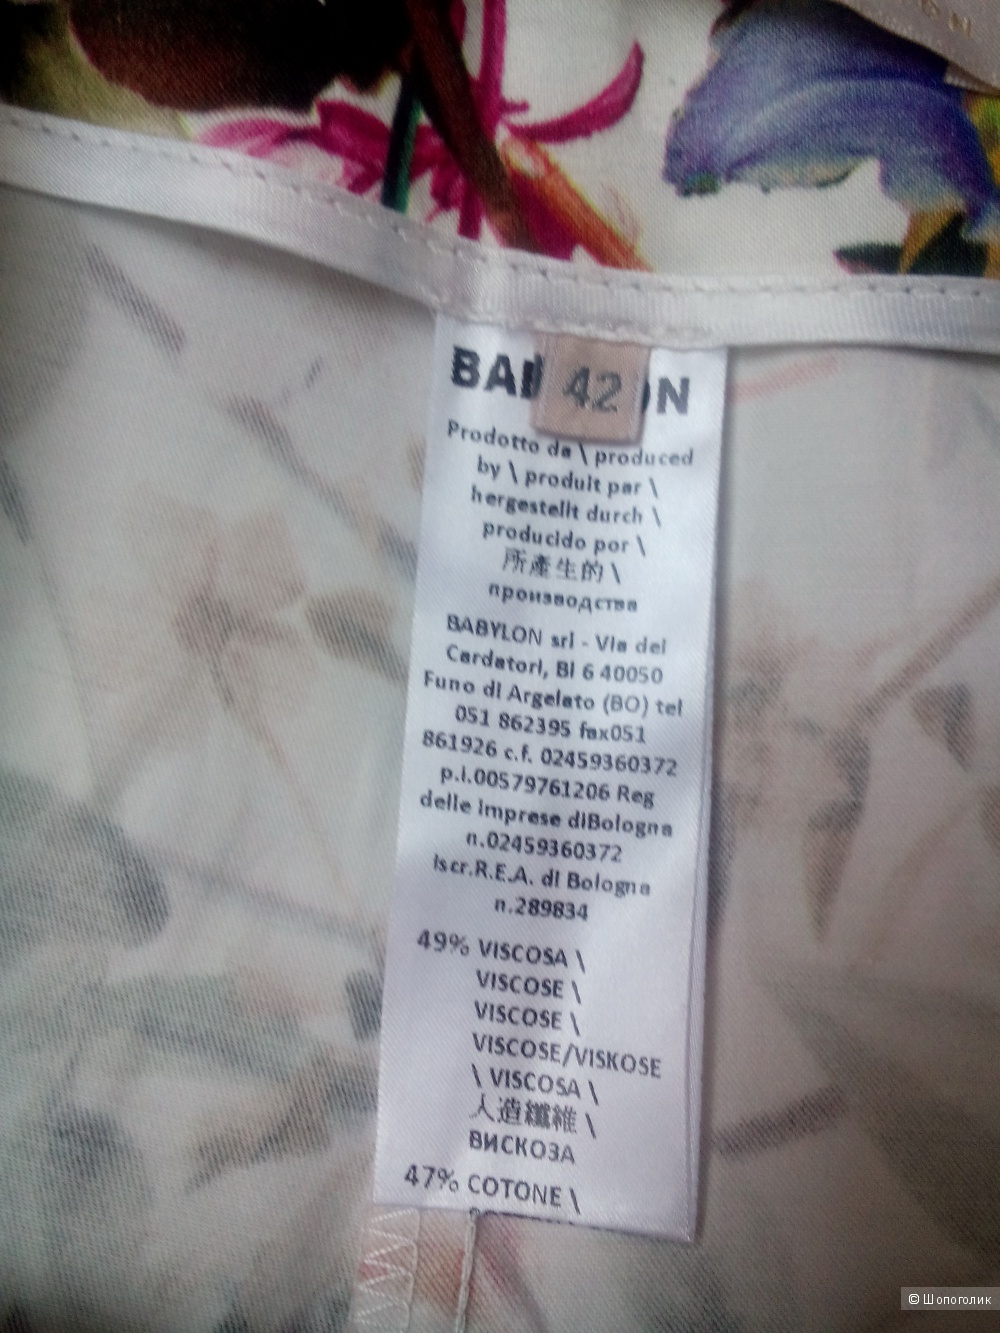 BAB 42 ON
Prodotto da \ produced
by \ produit par \
hergestellt durch \
producido por \
所產生的 \
производства
BABYLON srl - Via dei
Cardatori, Bl 6 40050
Funo di Argelato (BO) tel
051 862395 fax051
861926 c.f. 02459360372
p.i.00579761206 Reg
delle Imprese diBologna
n.02459360372
Iscr.R.E.A. di Bologna
n.289834
49% VISCOSA \
VISCOSE \
VISCOSE \
VISCOSE/VISKOSE
\ VISCOSA \
人造纖維 \
ВИСКОЗА
47% COTONE \
© Шопоголик